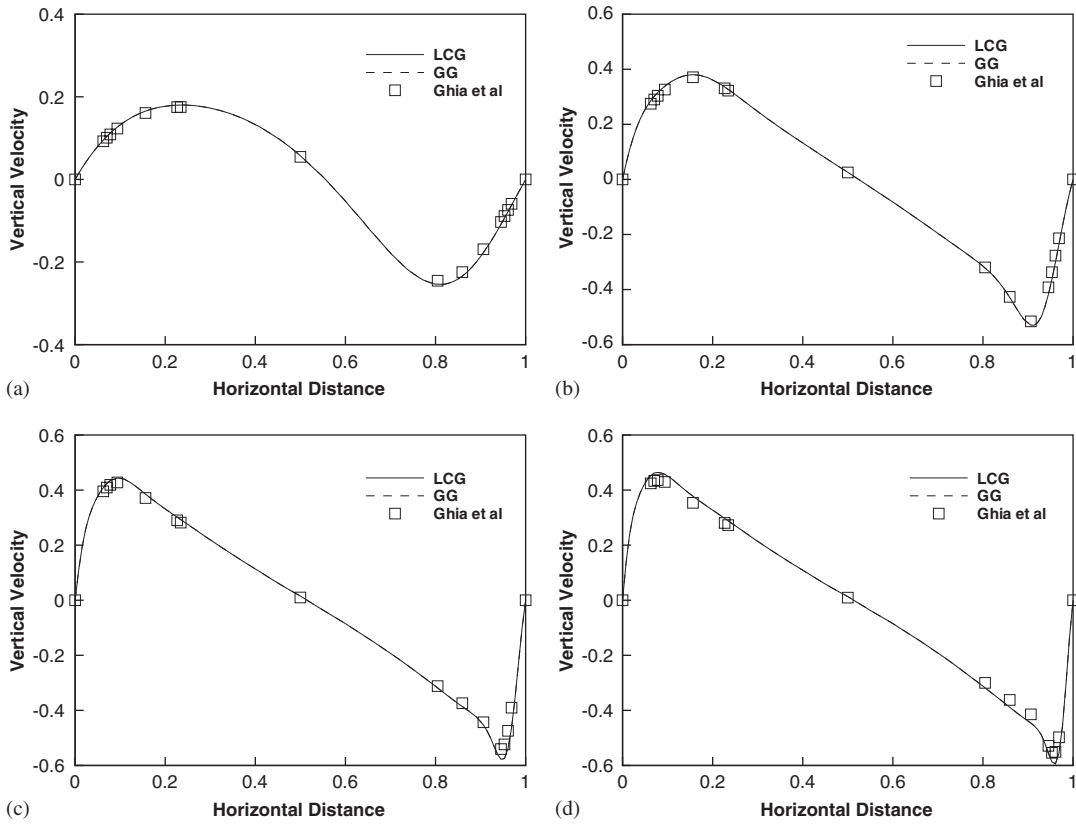 0.4
0.2
0
-0.2
-0.4
Vertical Velocity
LCG
GG
Ghia et al
0 0.2 0.4 0.6 0.8 1
Horizontal Distance
(a)
0.6
0.4
0.2
0
-0.2
-0.4
-0.6
Vertical Velocity
LCG
GG
Ghia et al
0 0.2 0.4 0.6 0.8 1
Horizontal Distance
(b)
0.6
0.4
0.2
0
-0.2
-0.4
-0.6
Vertical Velocity
LCG
GG
Ghia et al
0 0.2 0.4 0.6 0.8 1
Horizontal Distance
(c)
0.6
0.4
0.2
0
-0.2
-0.4
-0.6
Vertical Velocity
LCG
GG
Ghia et al
0 0.2 0.4 0.6 0.8 1
Horizontal Distance
(d)